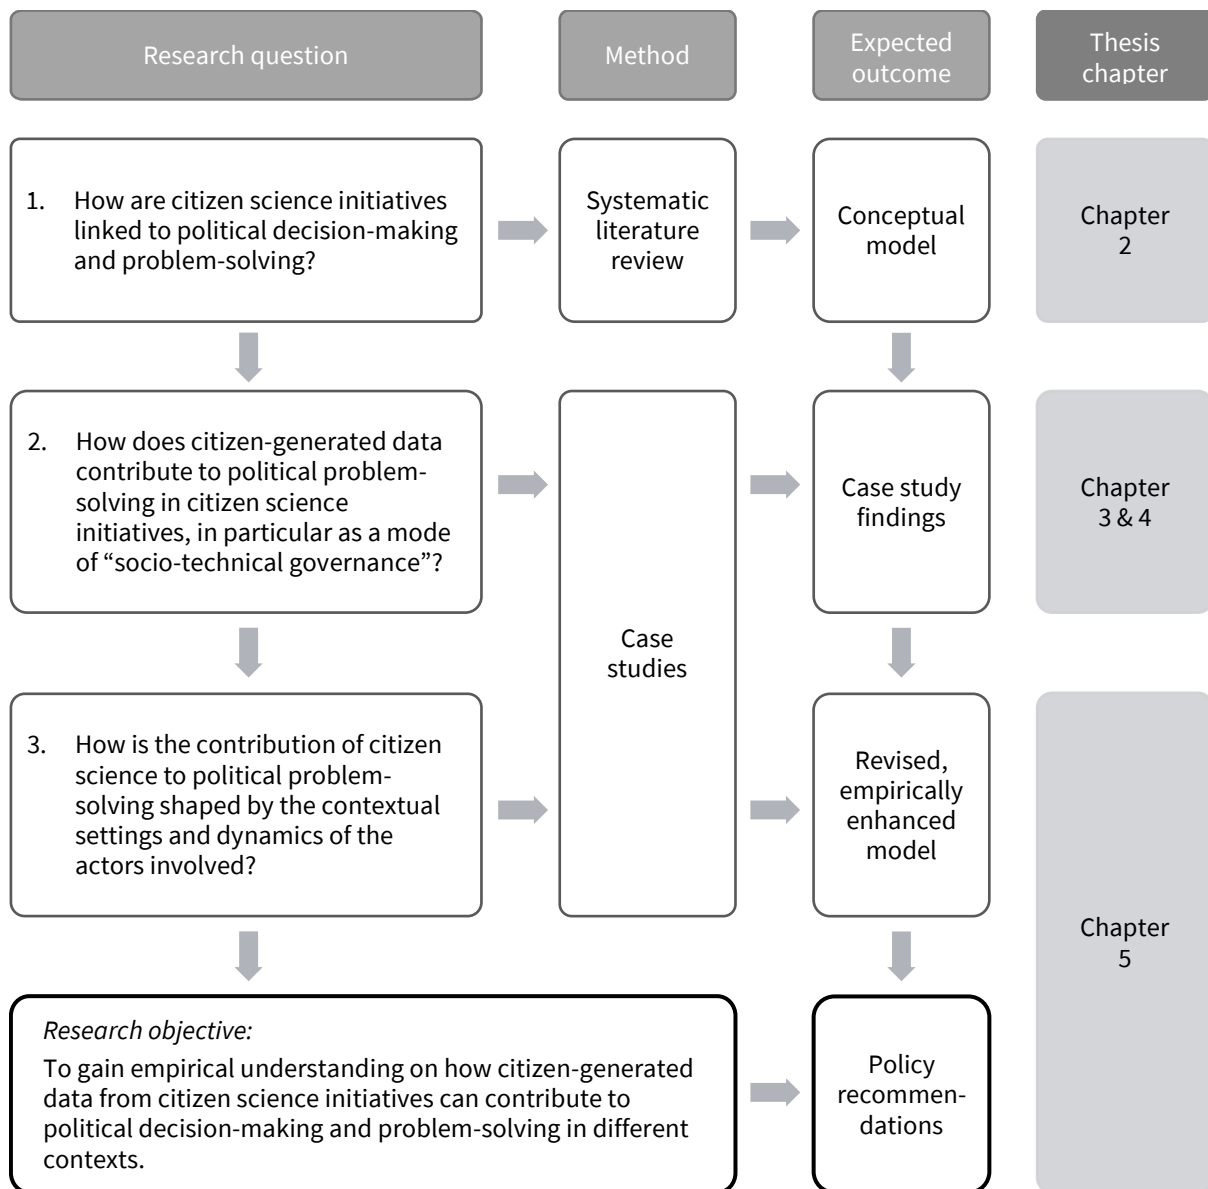 Research question
Method
Expected
outcome
Thesis
chapter
1. How are citizen science initiatives
linked to political decision-making
and problem-solving?
Systematic
literature
review
Conceptual
model
Chapter
2
2. How does citizen-generated data
contribute to political problem-
solving in citizen science
initiatives, in particular as a mode
of “socio-technical governance”?
Case
studies
Case study
findings
Chapter
3 & 4
3. How is the contribution of citizen
science to political problem-
solving shaped by the contextual
settings and dynamics of the
actors involved?
Revised,
empirically
enhanced
model
Chapter
5
Research objective:
To gain empirical understanding on how citizen-generated
data from citizen science initiatives can contribute to
political decision-making and problem-solving in different
contexts.
Policy
recommen-
dations